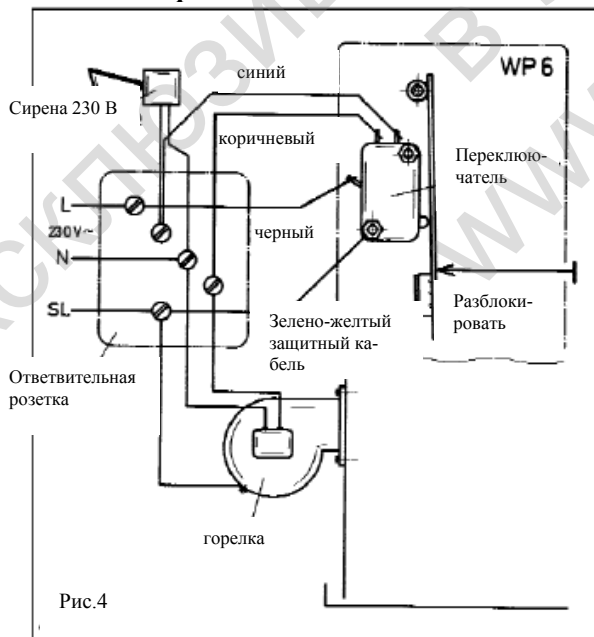 WP 6
синий
Сирена 230 В
коричневый
Переклю-
чатель
L
230V~
черный
N
SL
Разблоки-
ровать
Зелено-желтый
защитный ка-
бель
Ответвительная
розетка
горелка
Рис.4